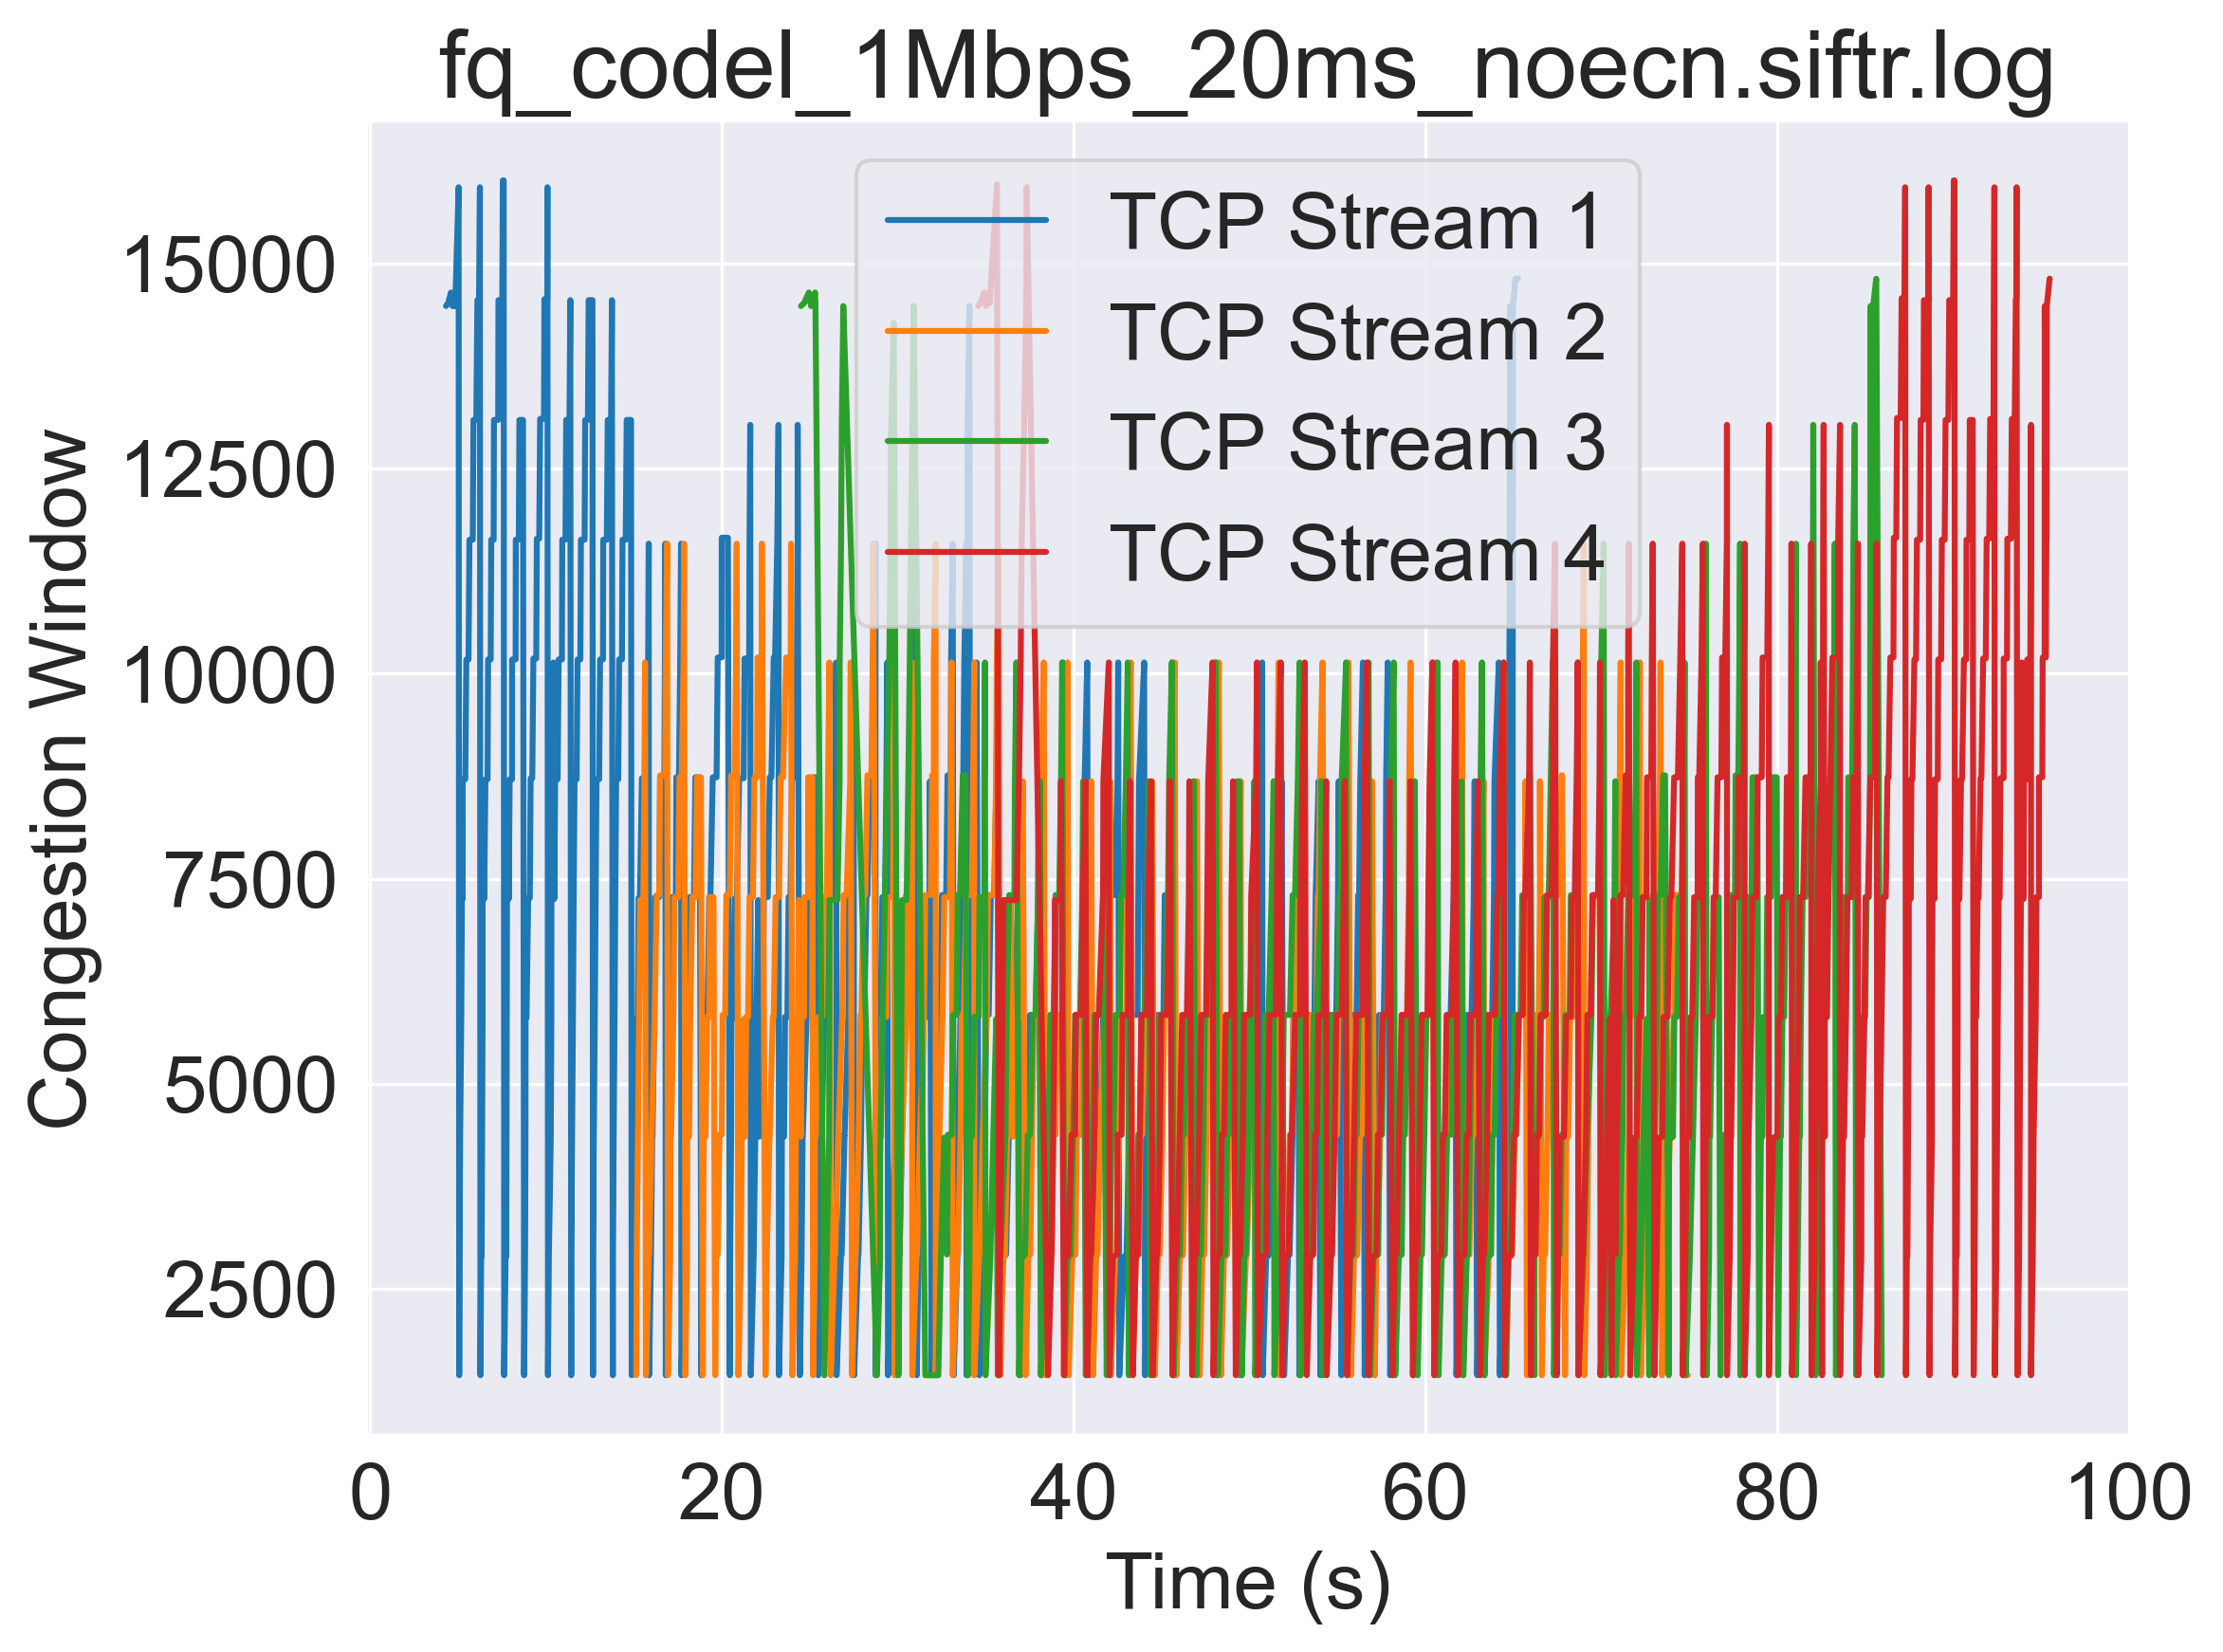 fq_codel_1Mbps_20ms_noecn.siftr.log
TCP Stream 1
TCP Stream 2
TCP Stream 3
TCP Stream 4
Congestion Window
15000
12500
10000
7500
5000
2500
0 20 40 60 80 100
Time (s)